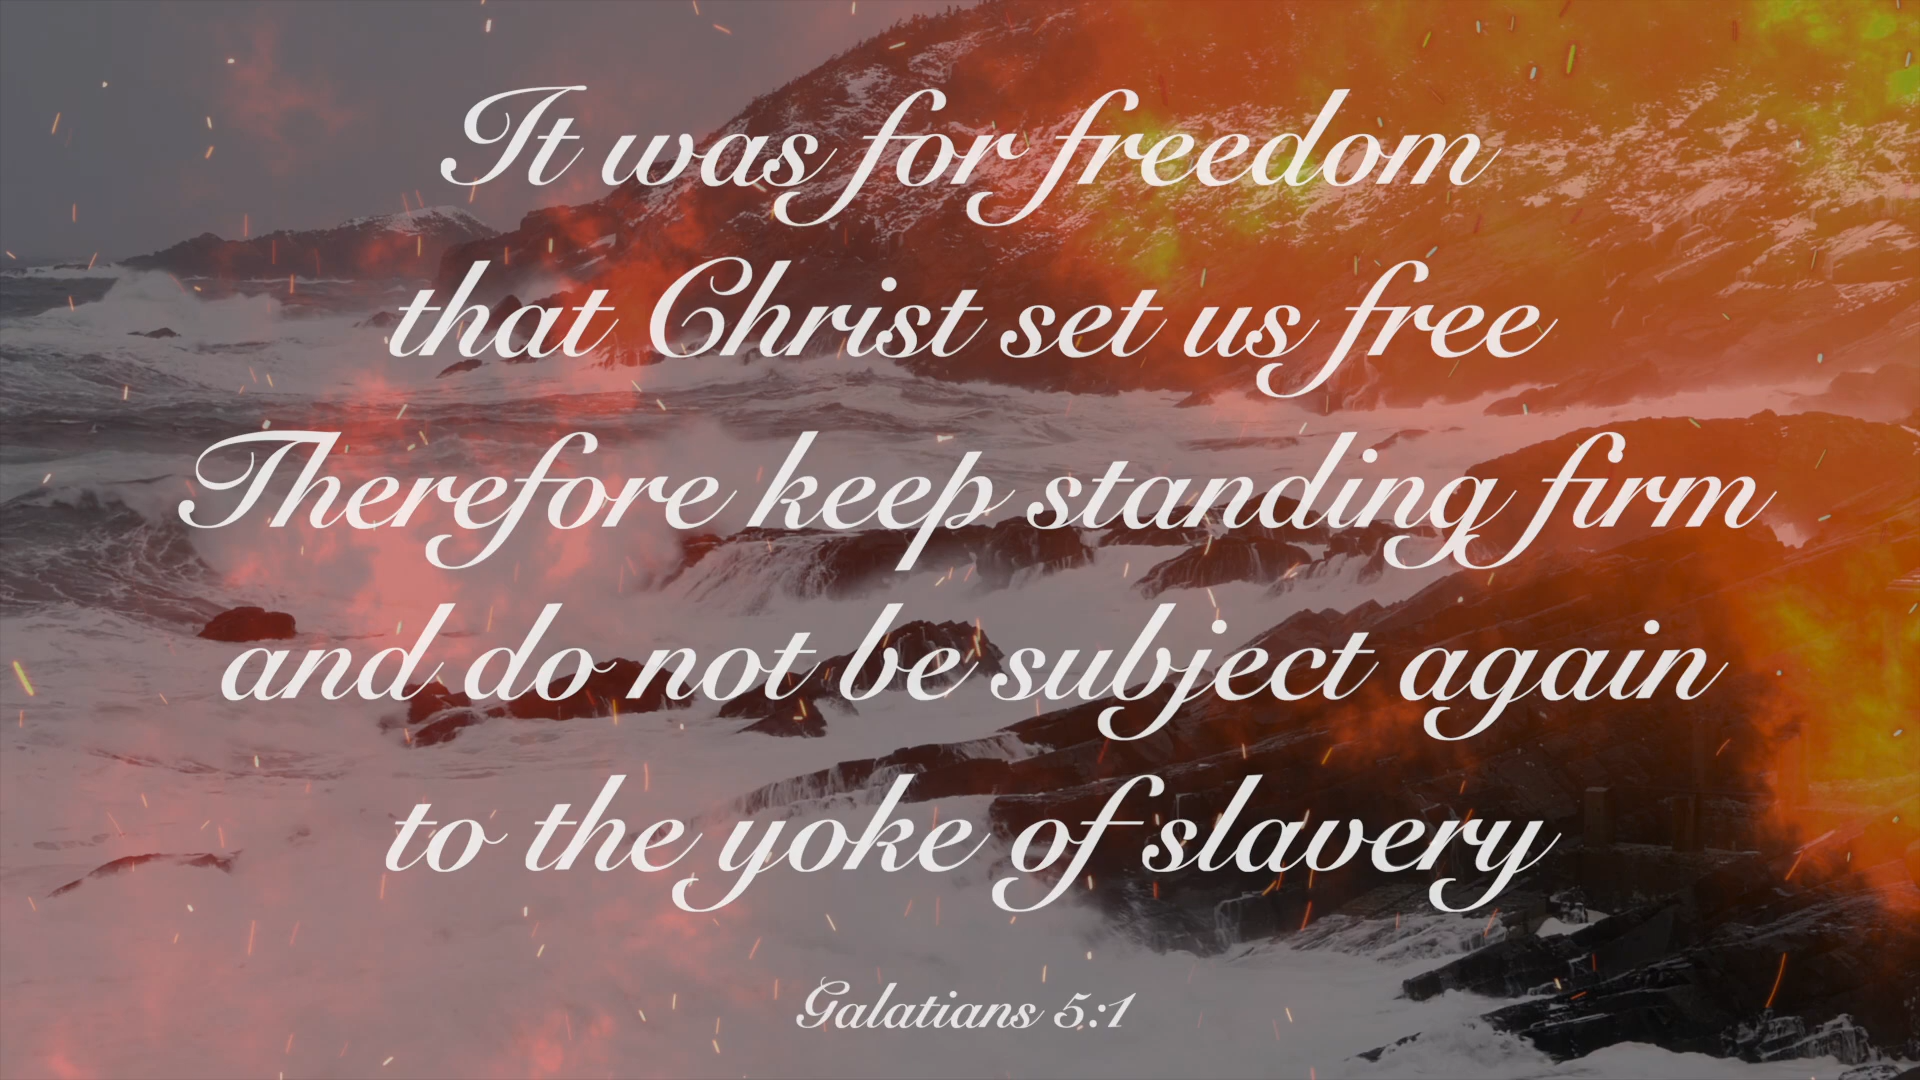 It was for freedom
that Christ set us free
Therefore keep standing firm
and do not be subject again
to the yoke of slavery
Galatians 5:1